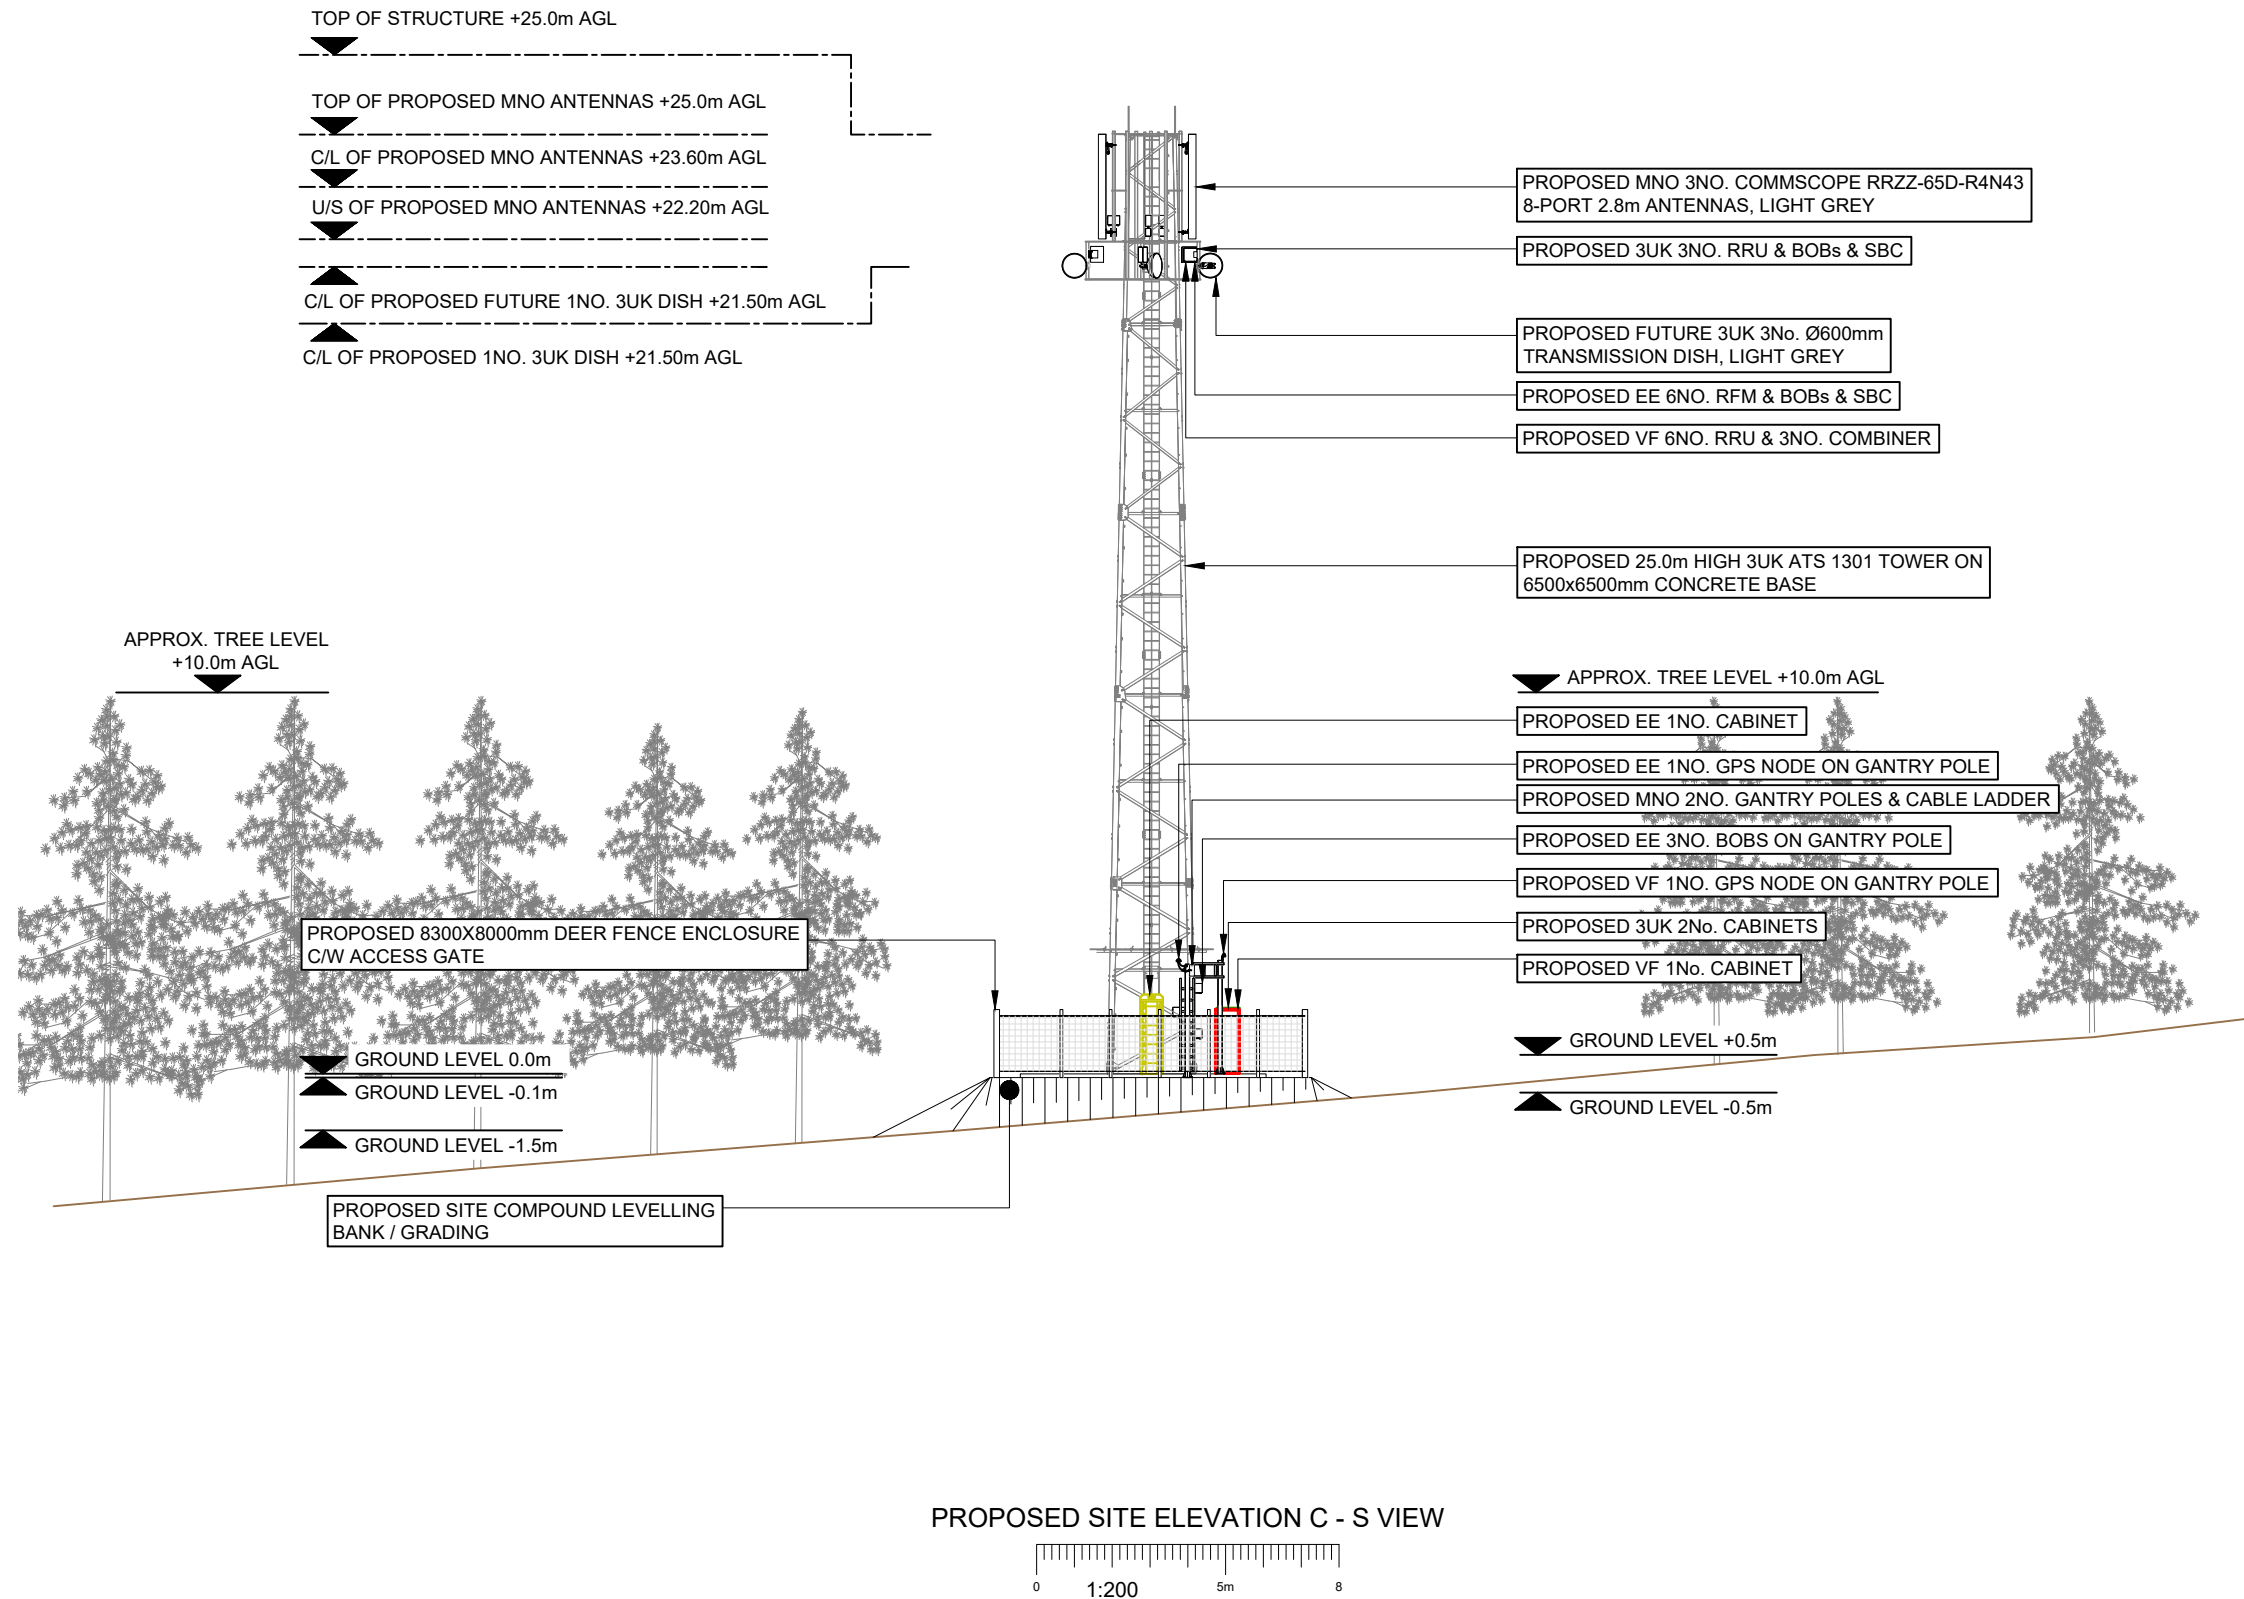 TOP OF STRUCTURE +25.0m AGL
TOP OF PROPOSED MNO ANTENNAS +25.0m AGL
C/L OF PROPOSED MNO ANTENNAS +23.60m AGL
U/S OF PROPOSED MNO ANTENNAS +22.20m AGL
C/L OF PROPOSED FUTURE 1NO. 3UK DISH +21.50m AGL
C/L OF PROPOSED 1NO. 3UK DISH +21.50m AGL
PROPOSED MNO 3NO. COMMSCOPE RRZZ-65D-R4N43
8-PORT 2.8m ANTENNAS, LIGHT GREY
PROPOSED 3UK 3NO. RRU & BOBs & SBC
PROPOSED FUTURE 3UK 3No. Ø600mm
TRANSMISSION DISH, LIGHT GREY
PROPOSED EE 6NO. RFM & BOBs & SBC
PROPOSED VF 6NO. RRU & 3NO. COMBINER
PROPOSED 25.0m HIGH 3UK ATS 1301 TOWER ON
6500x6500mm CONCRETE BASE
APPROX. TREE LEVEL
+10.0m AGL
APPROX. TREE LEVEL +10.0m AGL
PROPOSED EE 1NO. CABINET
PROPOSED EE 1NO. GPS NODE ON GANTRY POLE
PROPOSED MNO 2NO. GANTRY POLES & CABLE LADDER
PROPOSED EE 3NO. BOBS ON GANTRY POLE
PROPOSED VF 1NO. GPS NODE ON GANTRY POLE
PROPOSED 3UK 2No. CABINETS
PROPOSED VF 1No. CABINET
PROPOSED 8300X8000mm DEER FENCE ENCLOSURE
C/W ACCESS GATE
GROUND LEVEL 0.0m
GROUND LEVEL -0.1m
GROUND LEVEL -1.5m
GROUND LEVEL +0.5m
GROUND LEVEL -0.5m
PROPOSED SITE COMPOUND LEVELLING
BANK / GRADING
PROPOSED SITE ELEVATION C - S VIEW
0 1:200 5m 8